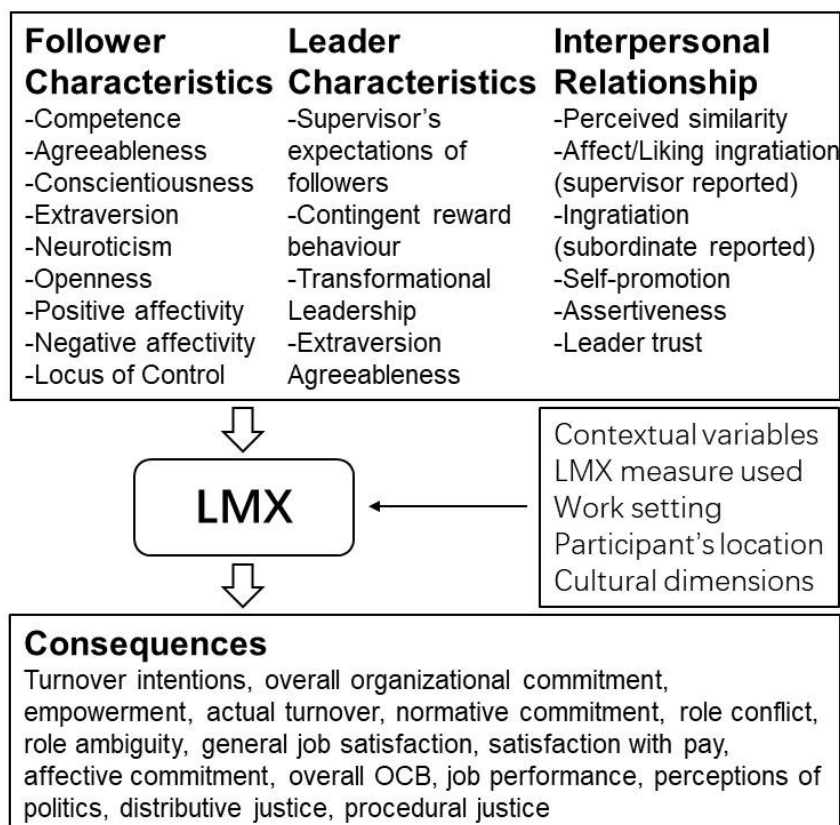 Follower
Characteristics
-Competence
-Agreeableness
-Conscientiousness
-Extraversion
-Neuroticism
-Openness
-Positive affectivity
-Negative affectivity
-Locus of Control
Leader
Characteristics
-Supervisor’s
expectations of
followers
-Contingent reward
behaviour
-Transformational
Leadership
-Extraversion
Agreeableness
Interpersonal
Relationship
-Perceived similarity
-Affect/Liking ingratiation
(supervisor reported)
-Ingratiation
(subordinate reported)
-Self-promotion
-Assertiveness
-Leader trust
LMX
Contextual variables
LMX measure used
Work setting
Participant’s location
Cultural dimensions
Consequences
Turnover intentions, overall organizational commitment,
empowerment, actual turnover, normative commitment, role conflict,
role ambiguity, general job satisfaction, satisfaction with pay,
affective commitment, overall OCB, job performance, perceptions of
politics, distributive justice, procedural justice